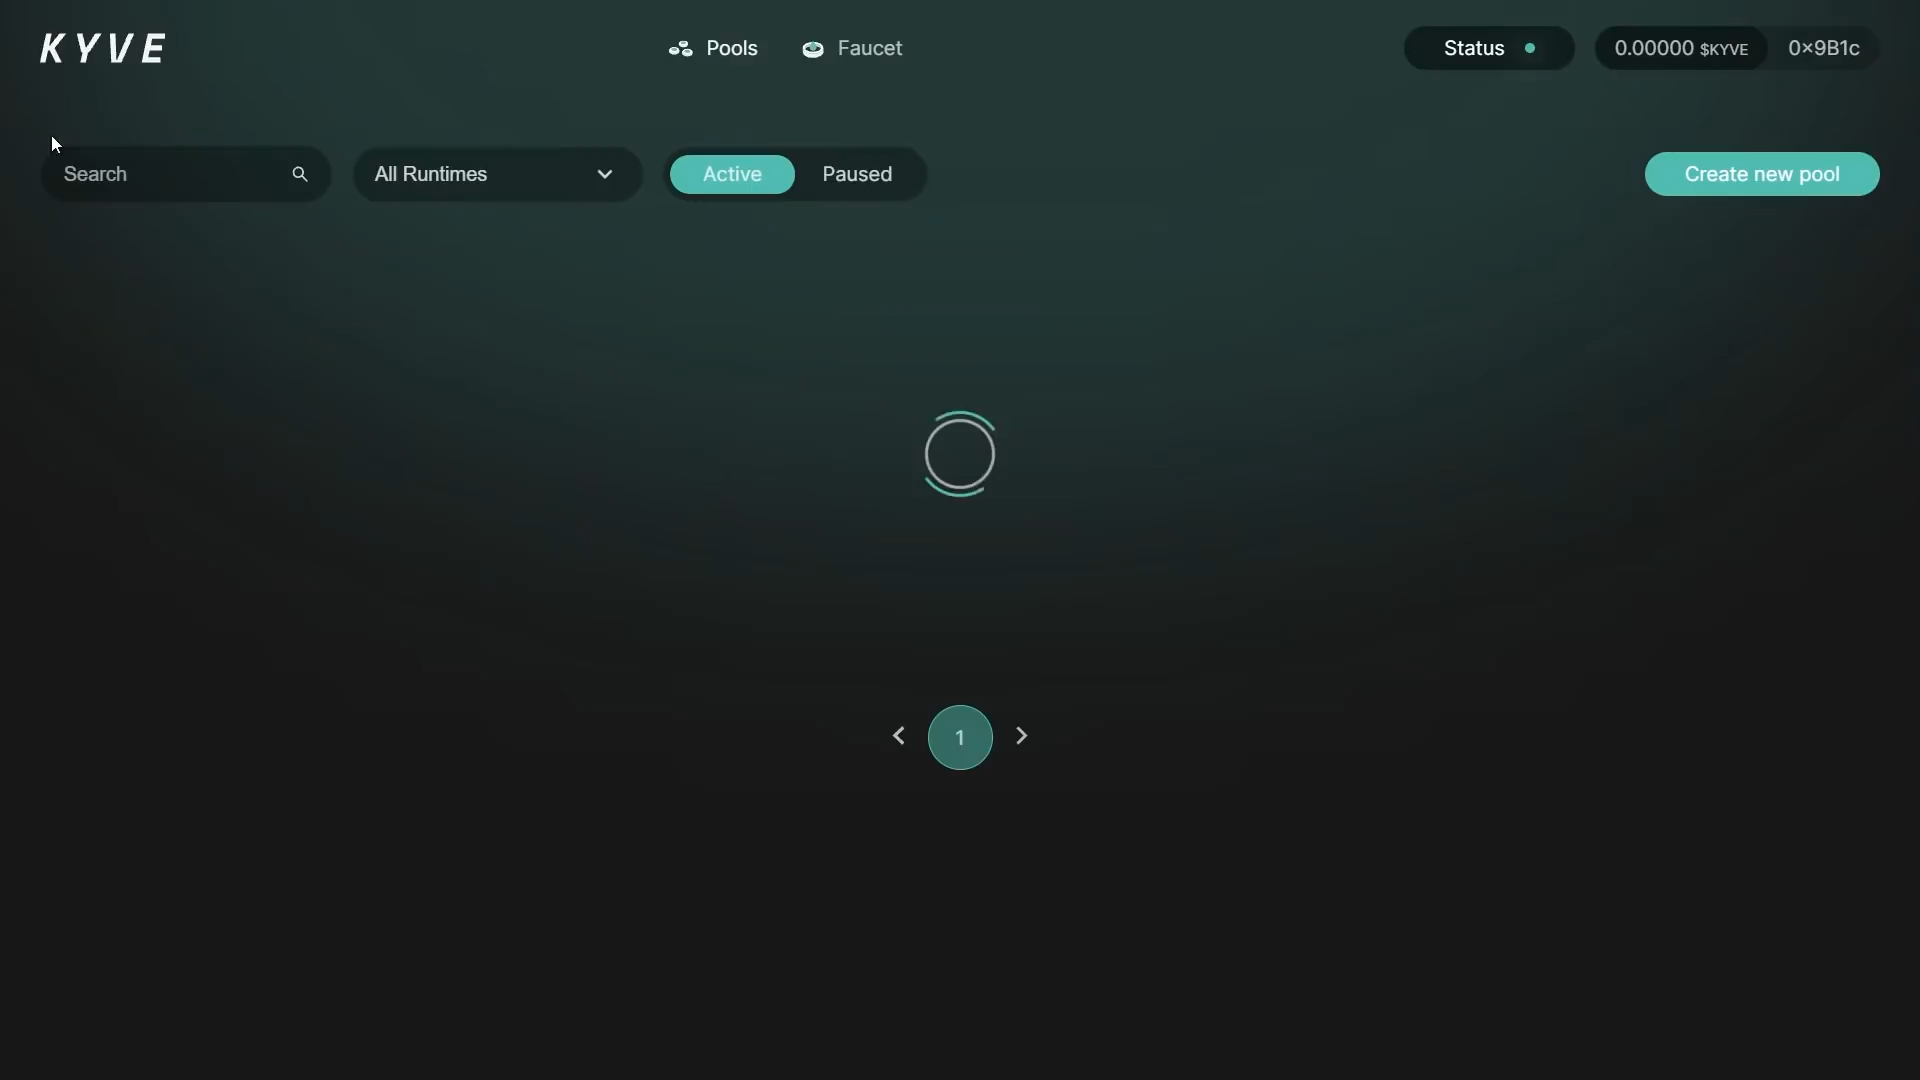 KYVE
Pools
Faucet
Status
0.00000 $KYVE
0×9B1c
Search
All Runtimes
Active
Paused
Create new pool
1